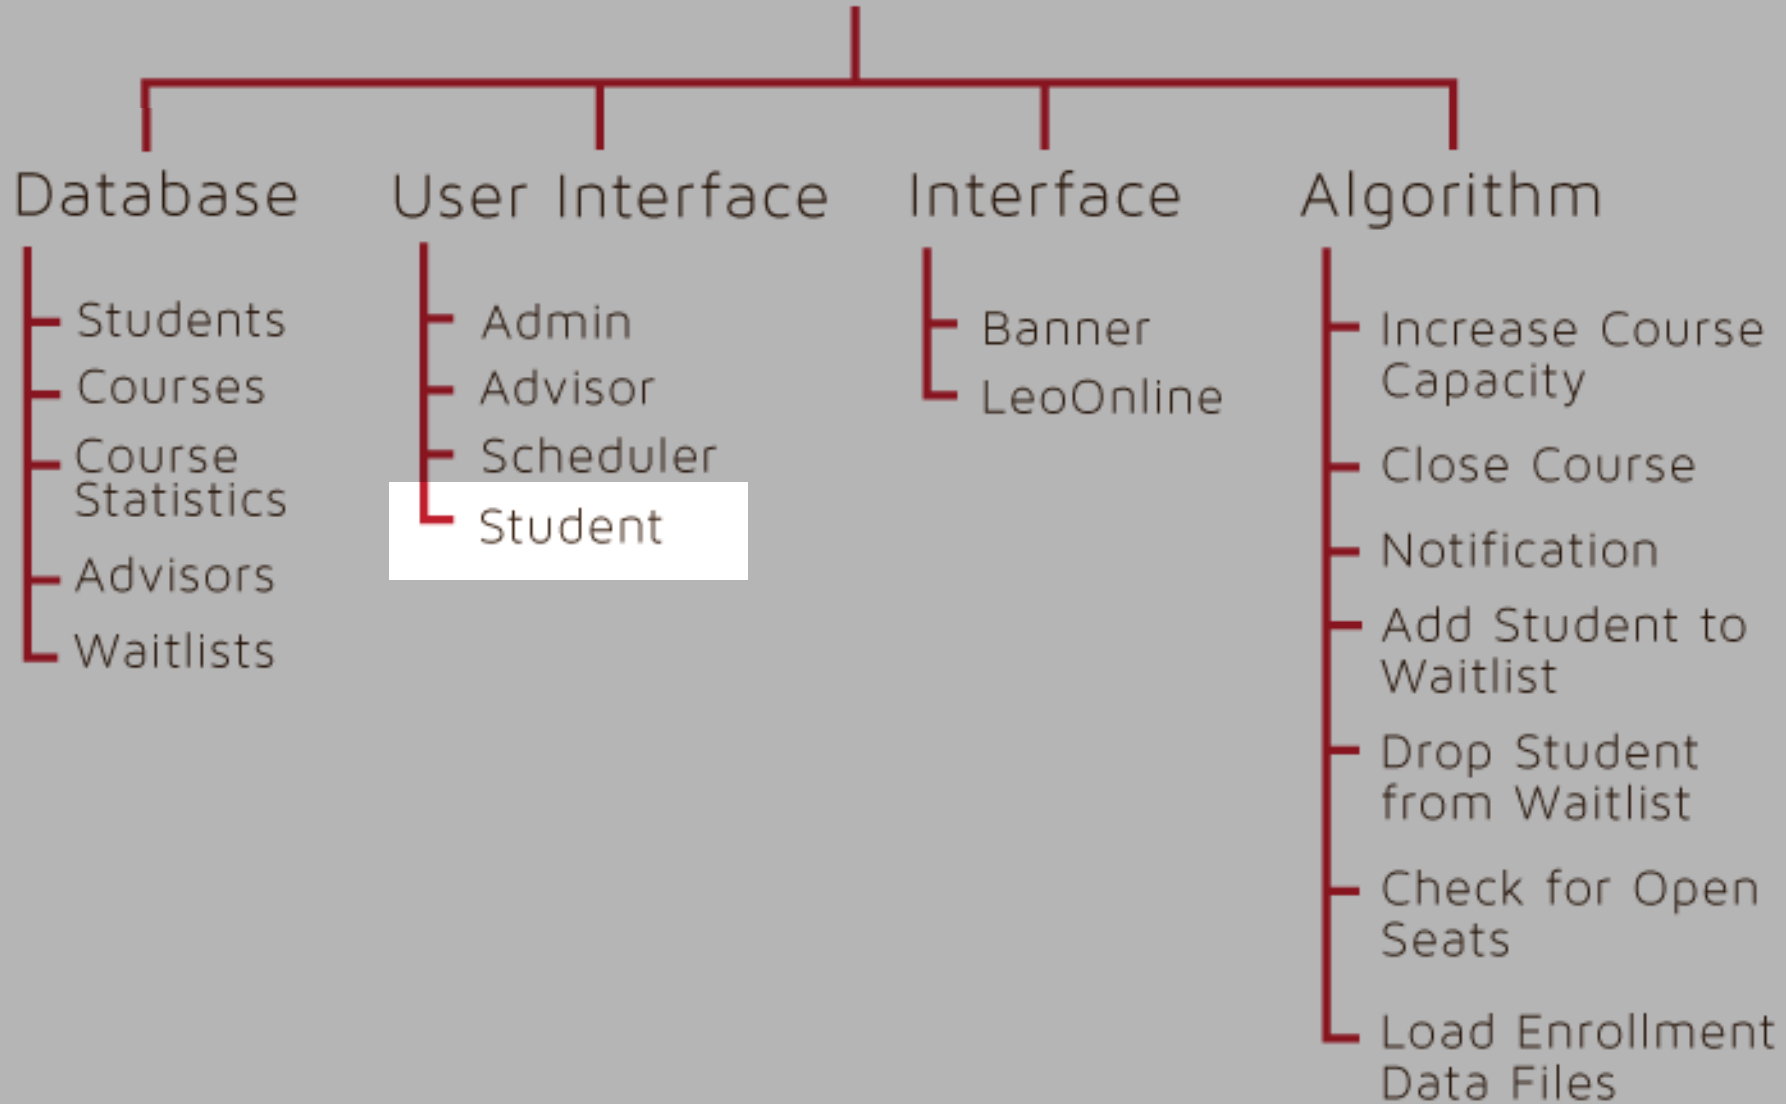 Database
Students
Courses
Course
Statistics
Advisors
Waitlists
User Interface
Admin
Advisor
Scheduler
Student
Interface
Banner
LeoOnline
Algorithm
Increase Course
Capacity
Close Course
Notification
Add Student to
Waitlist
Drop Student
from Waitlist
Check for Open
Seats
Load Enrollment
Data Files